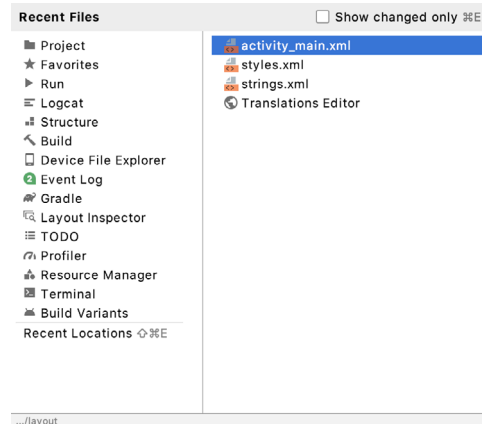 Recent Files
Show changed only ⌘E
Project
Favorites
Run
Logcat
Structure
Build
Device File Explorer
2 Event Log
Gradle
Layout Inspector
TODO
Profiler
Resource Manager
Terminal
Build Variants
Recent Locations ⇧⌘E
activity_main.xml
styles.xml
strings.xml
Translations Editor
.../layout